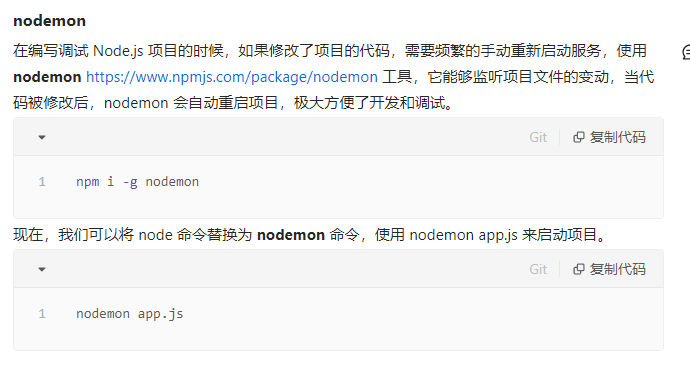 nodemon
在编写调试 Node.js 项目的时候，如果修改了项目的代码，需要频繁的手动重新启动服务，使用
nodemon https://www.npmjs.com/package/nodemon 工具，它能够监听项目文件的变动，当代
码被修改后，nodemon 会自动重启项目，极大方便了开发和调试。
Git 复制代码
1 npm i -g nodemon
现在，我们可以将 node 命令替换为 nodemon 命令，使用 nodemon app.js 来启动项目。
Git 复制代码
1 nodemon app.js